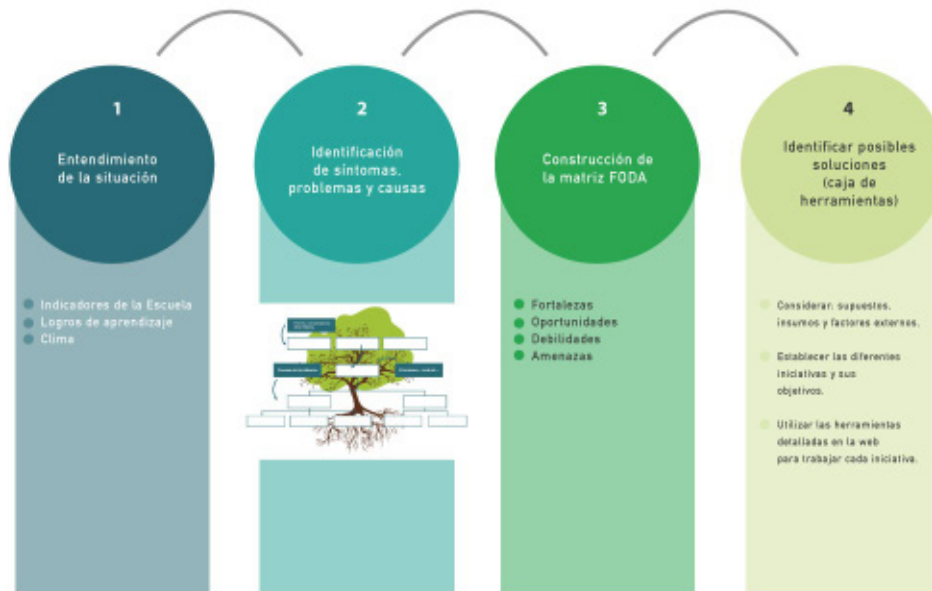 1
Entendimiento
de la situación
Indicadores de la Escuela
Logros de aprendizaje
Clima
2
Identificación
de síntomas,
problemas y causas
3
Construcción de
la matriz FODA
Fortalezas
Oportunidades
Debilidades
Amenazas
4
Identificar posibles
soluciones
(caja de
herramientas)
Considerar: supuestos,
insumos y factores externos.
Establecer las diferentes
iniciativas y sus
objetivos.
Utilizar las herramientas
detalladas en la web
para trabajar cada iniciativa.